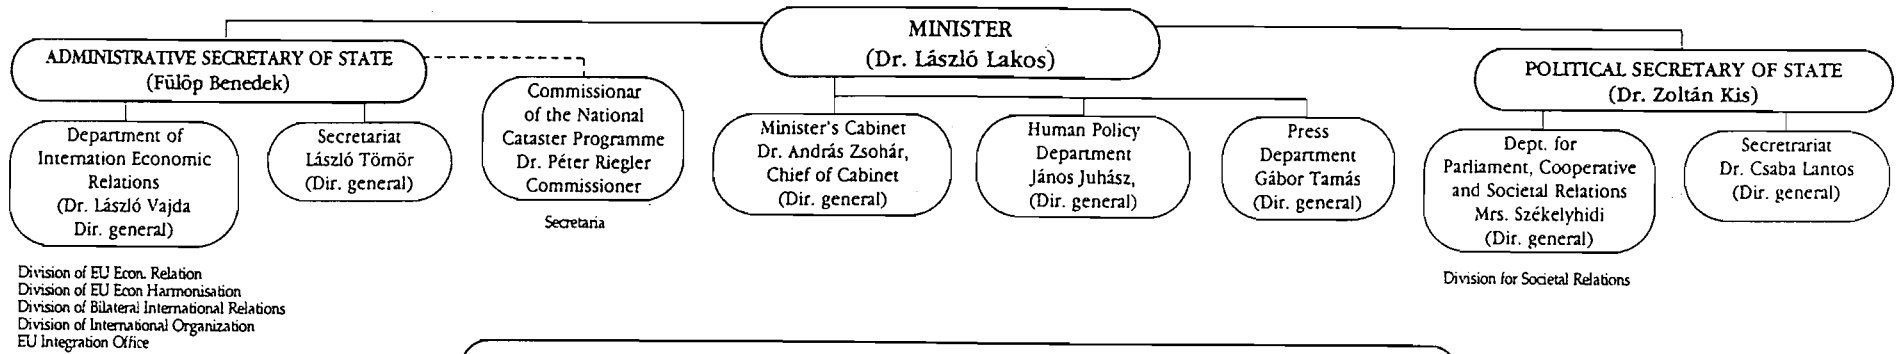 MINISTER
(Dr. László Lakos)
ADMINISTRATIVE SECRETARY OF STATE
(Fülöp Benedek)
POLITICAL SECRETARY OF STATE
(Dr. Zoltán Kis)
Department of
Internation Economic
Relations
(Dr. László Vajda
Dir. general)
Secretariat
László Tömör
(Dir. general)
Commissionar
of the National
Cataster Programme
Dr. Péter Riegler
Commissioner
Secretaria
Minister's Cabinet
Dr. András Zsohár,
Chief of Cabinet
(Dir. general)
Human Policy
Department
János Juhász,
(Dir. general)
Press
Department
Gábor Tamás
(Dir. general)
Dept. for
Parliament, Cooperative
and Societal Relations
Mrs. Székelyhidi
(Dir. general)
Secretrariat
Dr. Csaba Lantos
(Dir. general)
Division of EU Econ. Relation
Division of EU Econ Harmonisation
Division of Bilateral International Relations
Division of International Organization
EU Integration Office
Division for Societal Relations